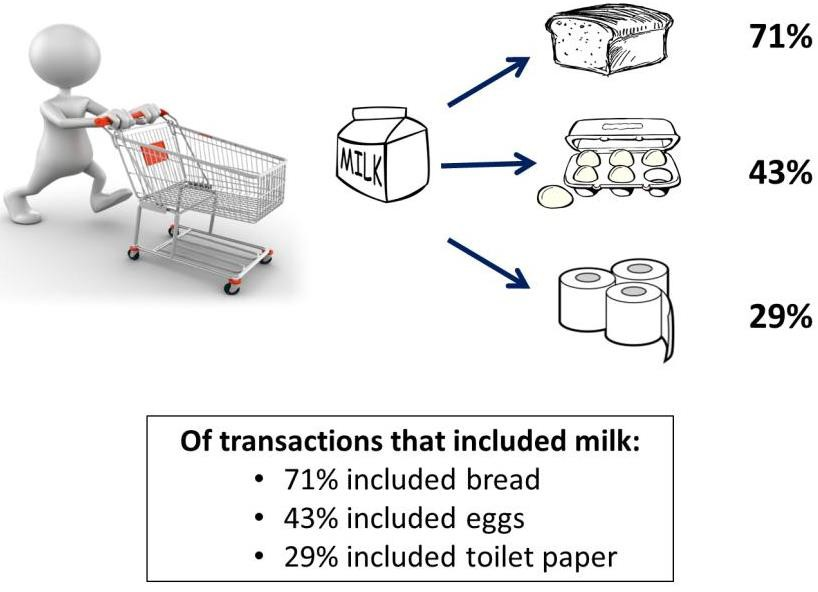 71%
MILK
43%
29%
Of transactions that included milk:
• 71% included bread
• 43% included eggs
• 29% included toilet paper